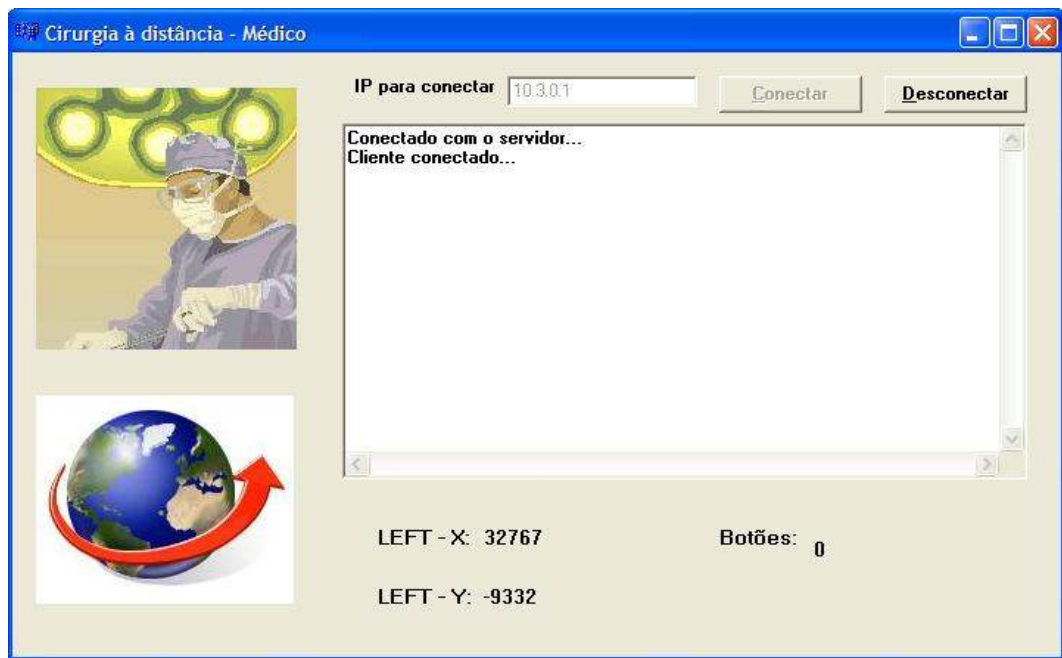 Cirurgia à distância - Médico
IP para conectar 10.3.0.1 Conectar Desconectar
Conectado com o servidor...
Cliente conectado...
LEFT - X: 32767 Botões: 0
LEFT - Y: -9332